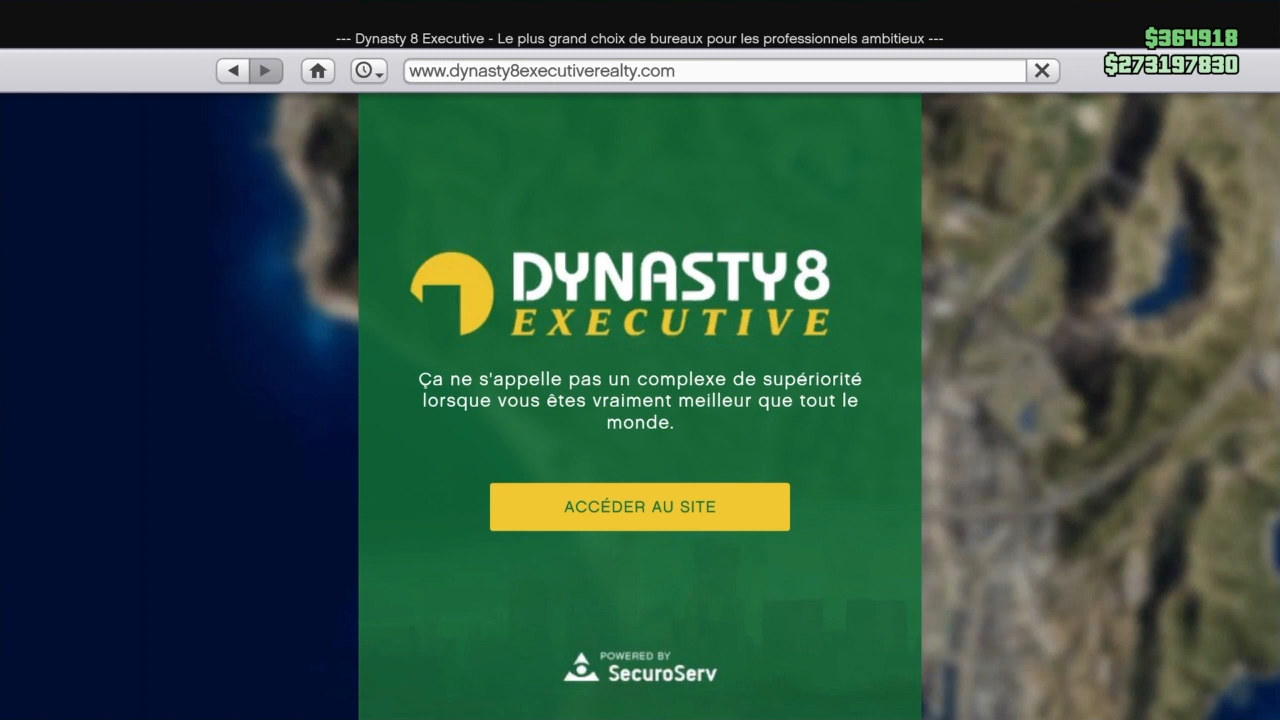 --- Dynasty 8 Executive - Le plus grand choix de bureaux pour les professionnels ambitieux ---
$364918
www.dynasty8executiverealty.com
$273197830
DYNASTY 8
EXECUTIVE
Ça ne s'appelle pas un complexe de supériorité
lorsque vous êtes vraiment meilleur que tout le
monde.
ACCÉDER AU SITE
POWERED BY
SecuroServ